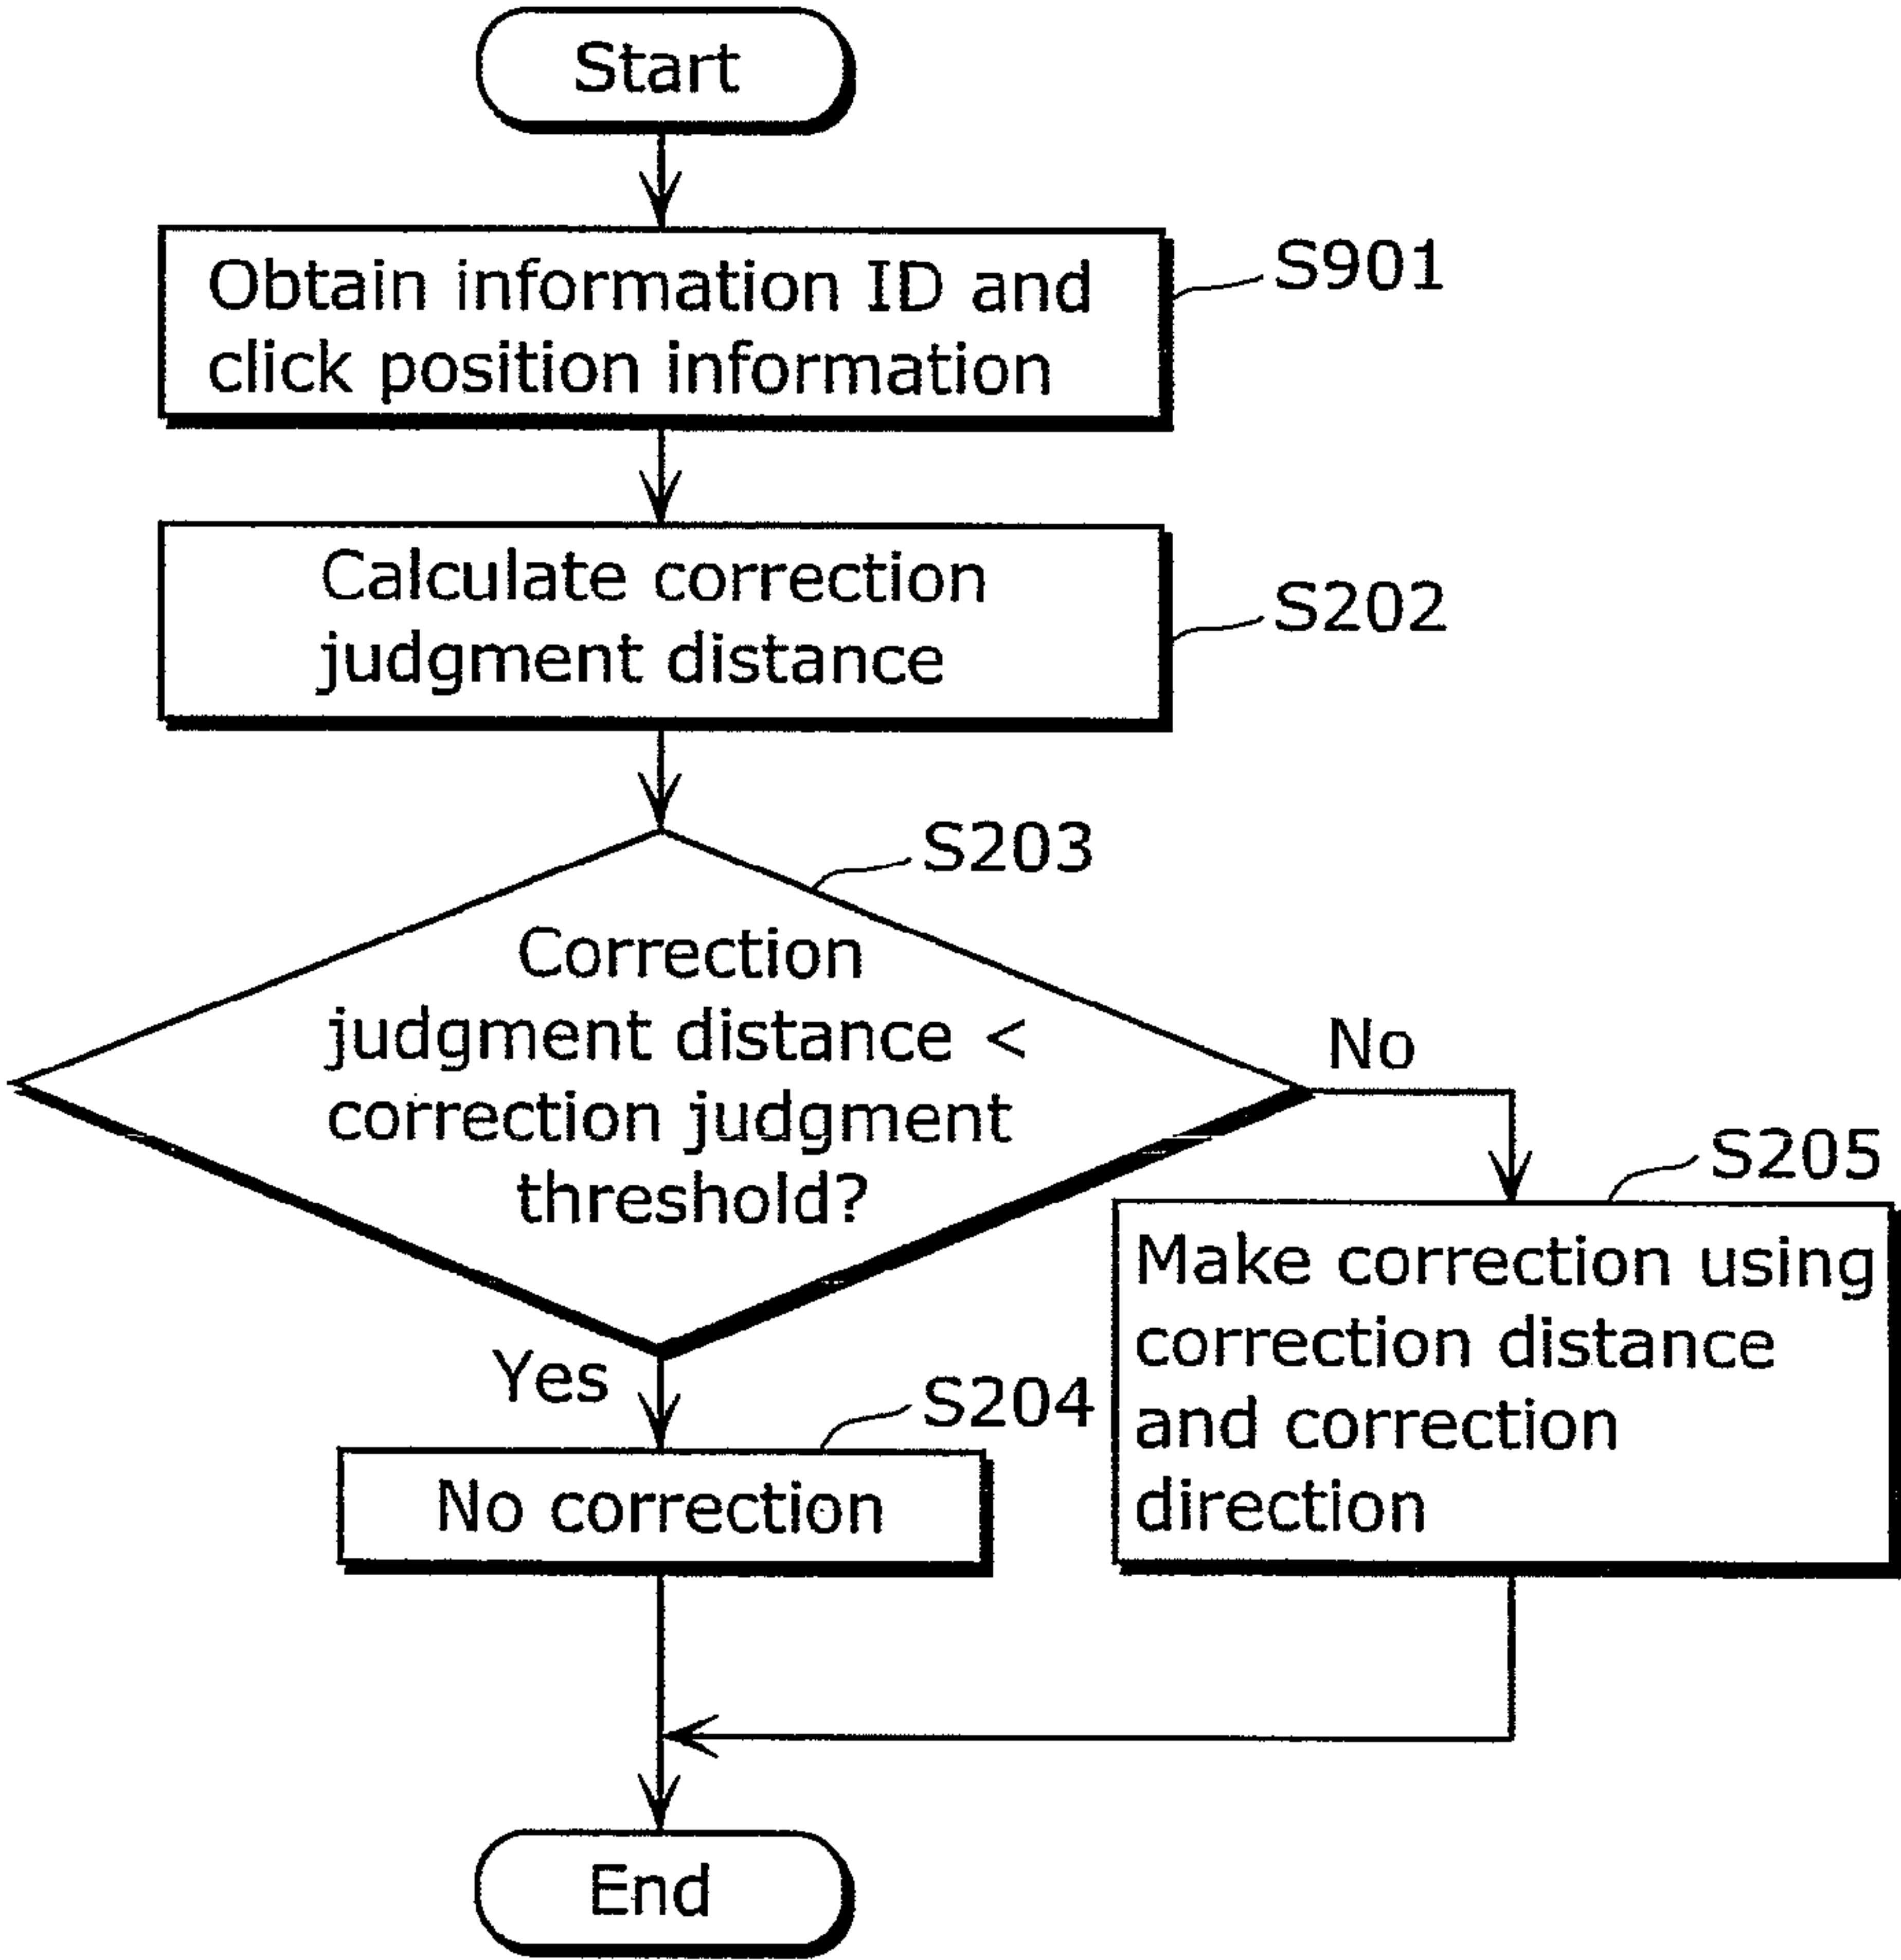 Start
Obtain information ID and
click position information
S901
Calculate correction
judgment distance
S202
S203
Correction
judgment distance <
correction judgment
threshold?
No
Yes
S205
Make correction using
correction distance
and correction
direction
S204
No correction
End